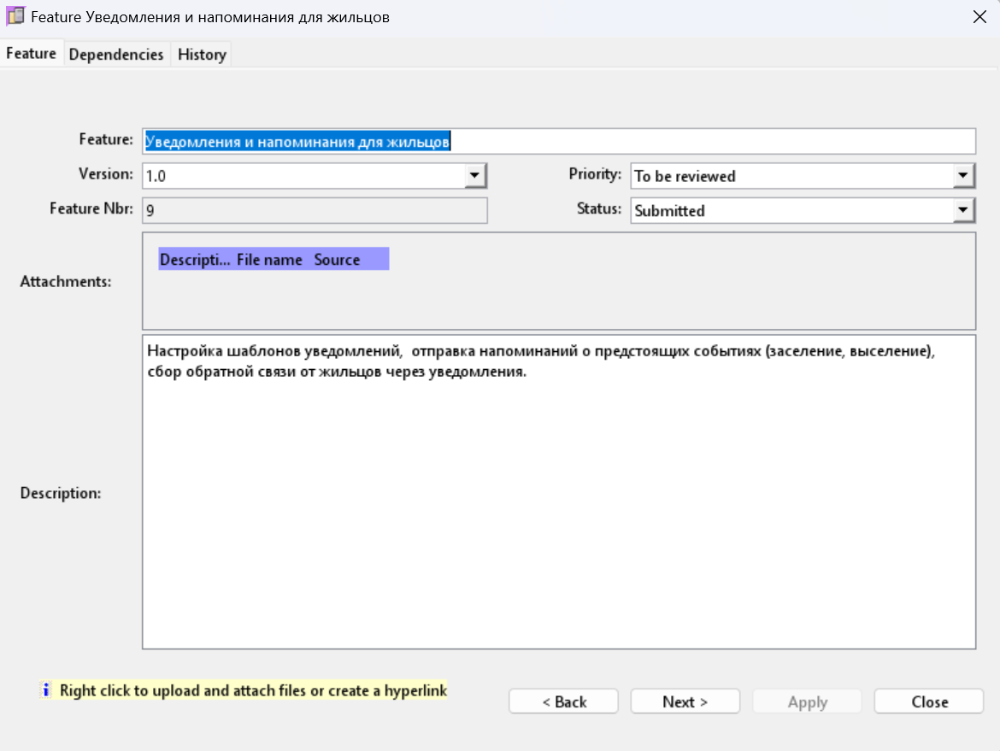 Feature Уведомления и напоминания для жильцов
Feature Dependencies History
Feature: Уведомления и напоминания для жильцов
Version: 1.0 Priority: To be reviewed
Feature Nbr: 9 Status: Submitted
Descripti... File name Source
Attachments:
Настройка шаблонов уведомлений, отправка напоминаний о предстоящих событиях (заселение, выселение),
сбор обратной связи от жильцов через уведомления.
Description:
i Right click to upload and attach files or create a hyperlink
< Back Next > Apply Close